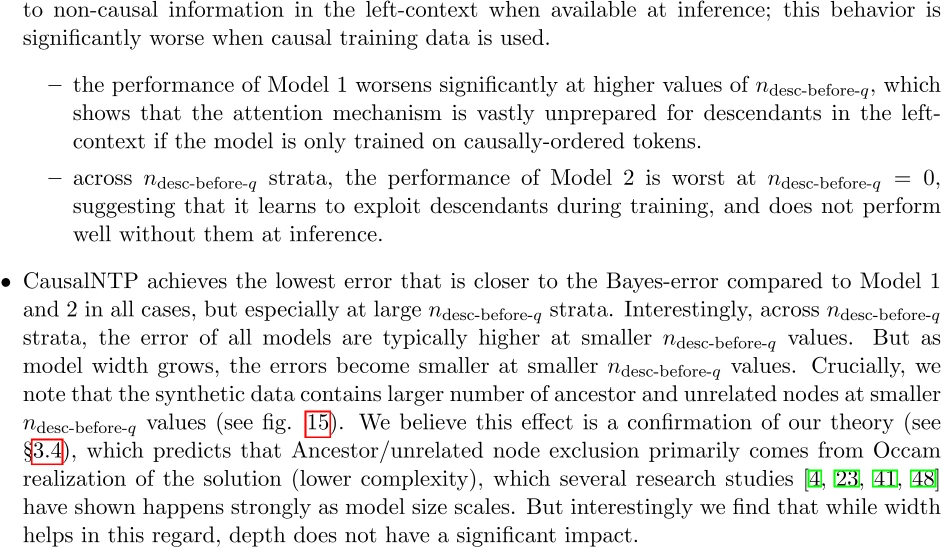 to non-causal information in the left-context when available at inference; this behavior is
significantly worse when causal training data is used.
– the performance of Model 1 worsens significantly at higher values of n_desc-before-q, which
shows that the attention mechanism is vastly unprepared for descendants in the left-
context if the model is only trained on causally-ordered tokens.
– across n_desc-before-q strata, the performance of Model 2 is worst at n_desc-before-q = 0,
suggesting that it learns to exploit descendants during training, and does not perform
well without them at inference.
• CausalNTP achieves the lowest error that is closer to the Bayes-error compared to Model 1
and 2 in all cases, but especially at large n_desc-before-q strata. Interestingly, across n_desc-before-q
strata, the error of all models are typically higher at smaller n_desc-before-q values. But as
model width grows, the errors become smaller at smaller n_desc-before-q values. Crucially, we
note that the synthetic data contains larger number of ancestor and unrelated nodes at smaller
n_desc-before-q values (see fig. 15). We believe this effect is a confirmation of our theory (see
§3.4), which predicts that Ancestor/unrelated node exclusion primarily comes from Occam
realization of the solution (lower complexity), which several research studies [4, 23, 41, 48]
have shown happens strongly as model size scales. But interestingly we find that while width
helps in this regard, depth does not have a significant impact.